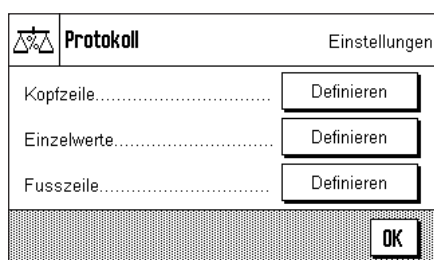 Protokoll Einstellungen
Kopfzeile............................... Definieren
Einzelwerte............................ Definieren
Fusszeile.............................. Definieren
OK